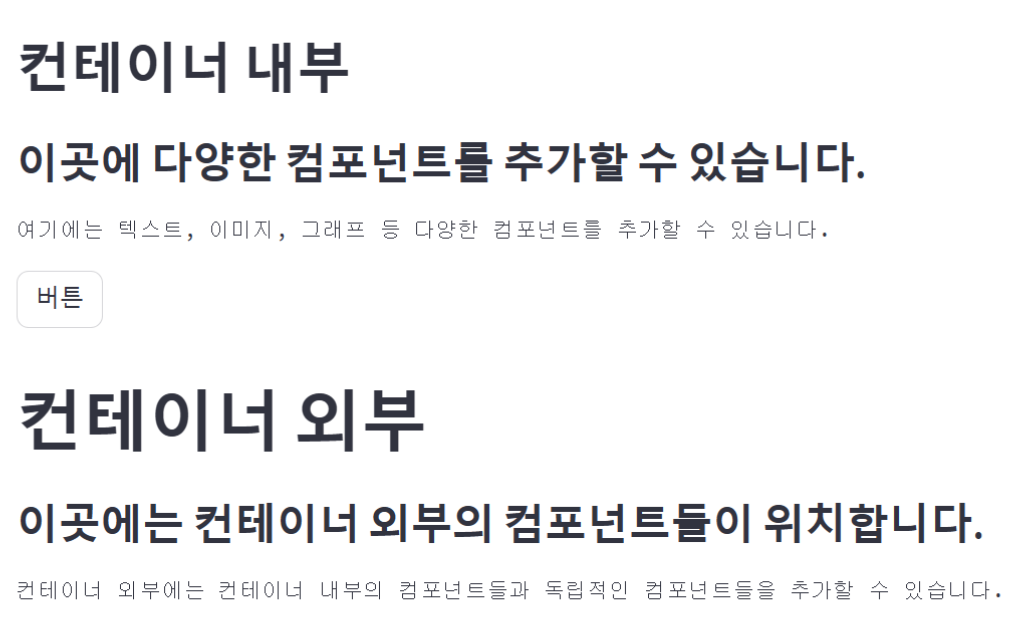 컨테이너 내부
이곳에 다양한 컴포넌트를 추가할 수 있습니다.
여기에는 텍스트, 이미지, 그래프 등 다양한 컴포넌트를 추가할 수 있습니다.
버튼
컨테이너 외부
이곳에는 컨테이너 외부의 컴포넌트들이 위치합니다.
컨테이너 외부에는 컨테이너 내부의 컴포넌트들과 독립적인 컴포넌트들을 추가할 수 있습니다.